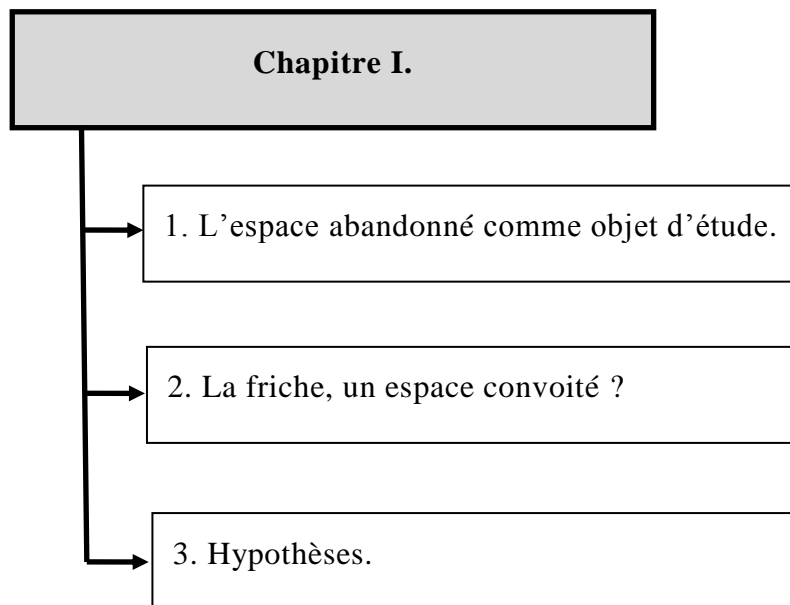 Chapitre I.
1. L’espace abandonné comme objet d’étude.
2. La friche, un espace convoité ?
3. Hypothèses.